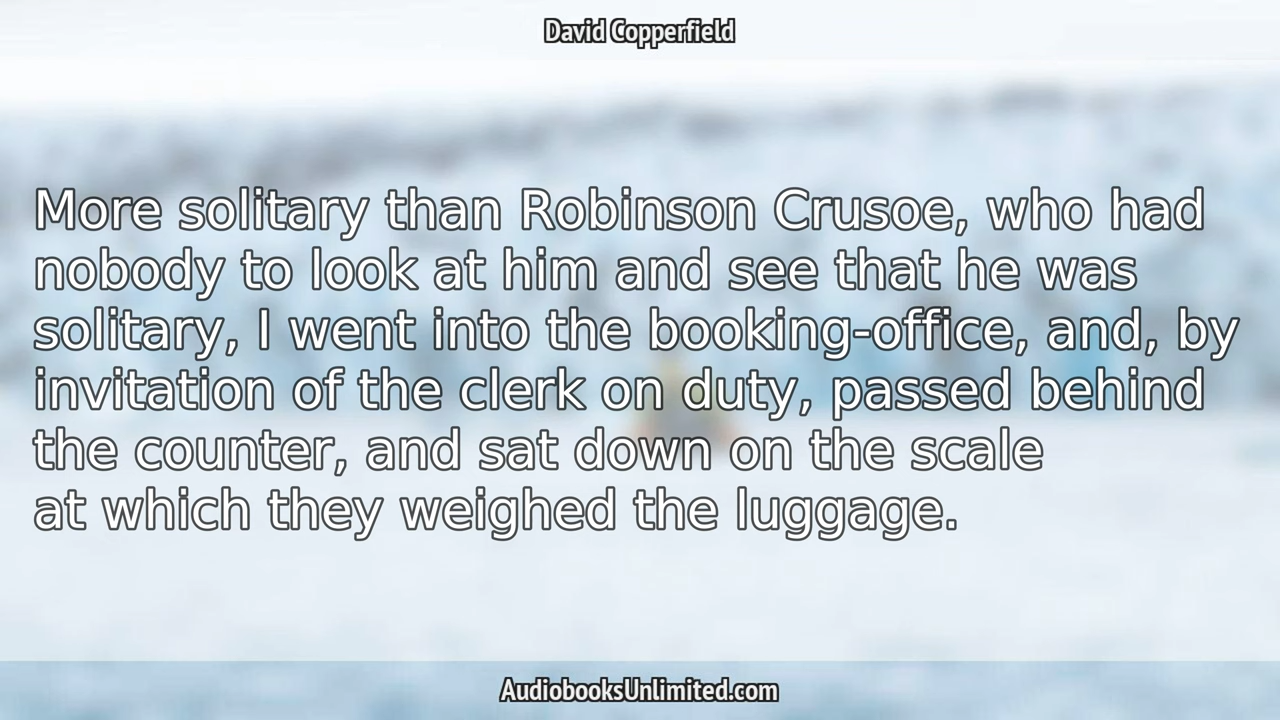 David Copperfield
More solitary than Robinson Crusoe, who had
nobody to look at him and see that he was
solitary, I went into the booking-office, and, by
invitation of the clerk on duty, passed behind
the counter, and sat down on the scale
at which they weighed the luggage.
AudiobooksUnlimited.com